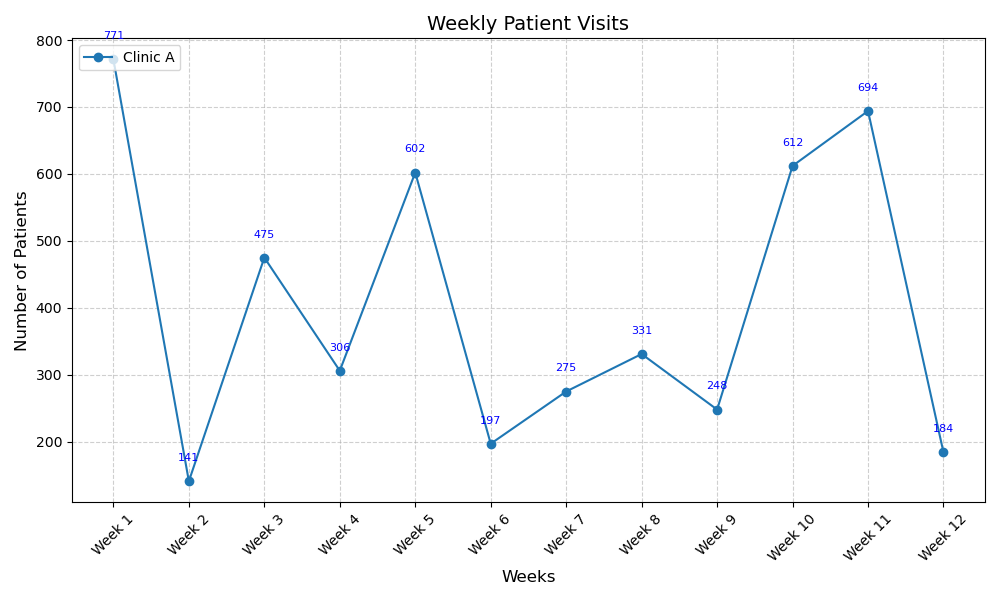 Weekly Patient Visits
771
Clinic A
800
700
600
500
400
300
200
Number of Patients
141
475
306
602
197
275
331
248
612
694
184
Week 1
Week 2
Week 3
Week 4
Week 5
Week 6
Week 7
Week 8
Week 9
Week 10
Week 11
Week 12
Weeks